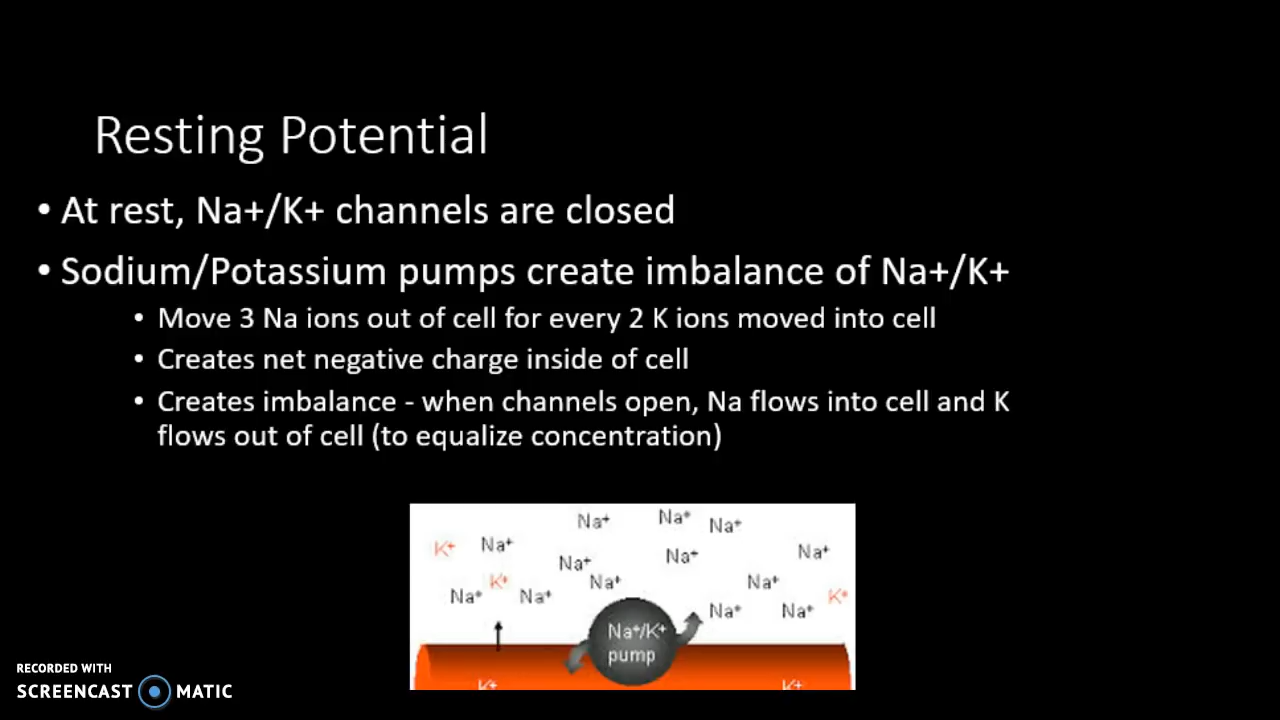 Resting Potential
• At rest, Na+/K+ channels are closed
• Sodium/Potassium pumps create imbalance of Na+/K+
• Move 3 Na ions out of cell for every 2 K ions moved into cell
• Creates net negative charge inside of cell
• Creates imbalance - when channels open, Na flows into cell and K
flows out of cell (to equalize concentration)
Na⁺ Na⁺ Na⁺
K⁺ Na⁺ Na⁺ Na⁺ Na⁺
K⁺ Na⁺ Na⁺
Na⁺ Na⁺ Na⁺ Na⁺ K⁺
Na⁺/K⁺
pump
K⁺ K⁺
RECORDED WITH
SCREENCAST MATIC